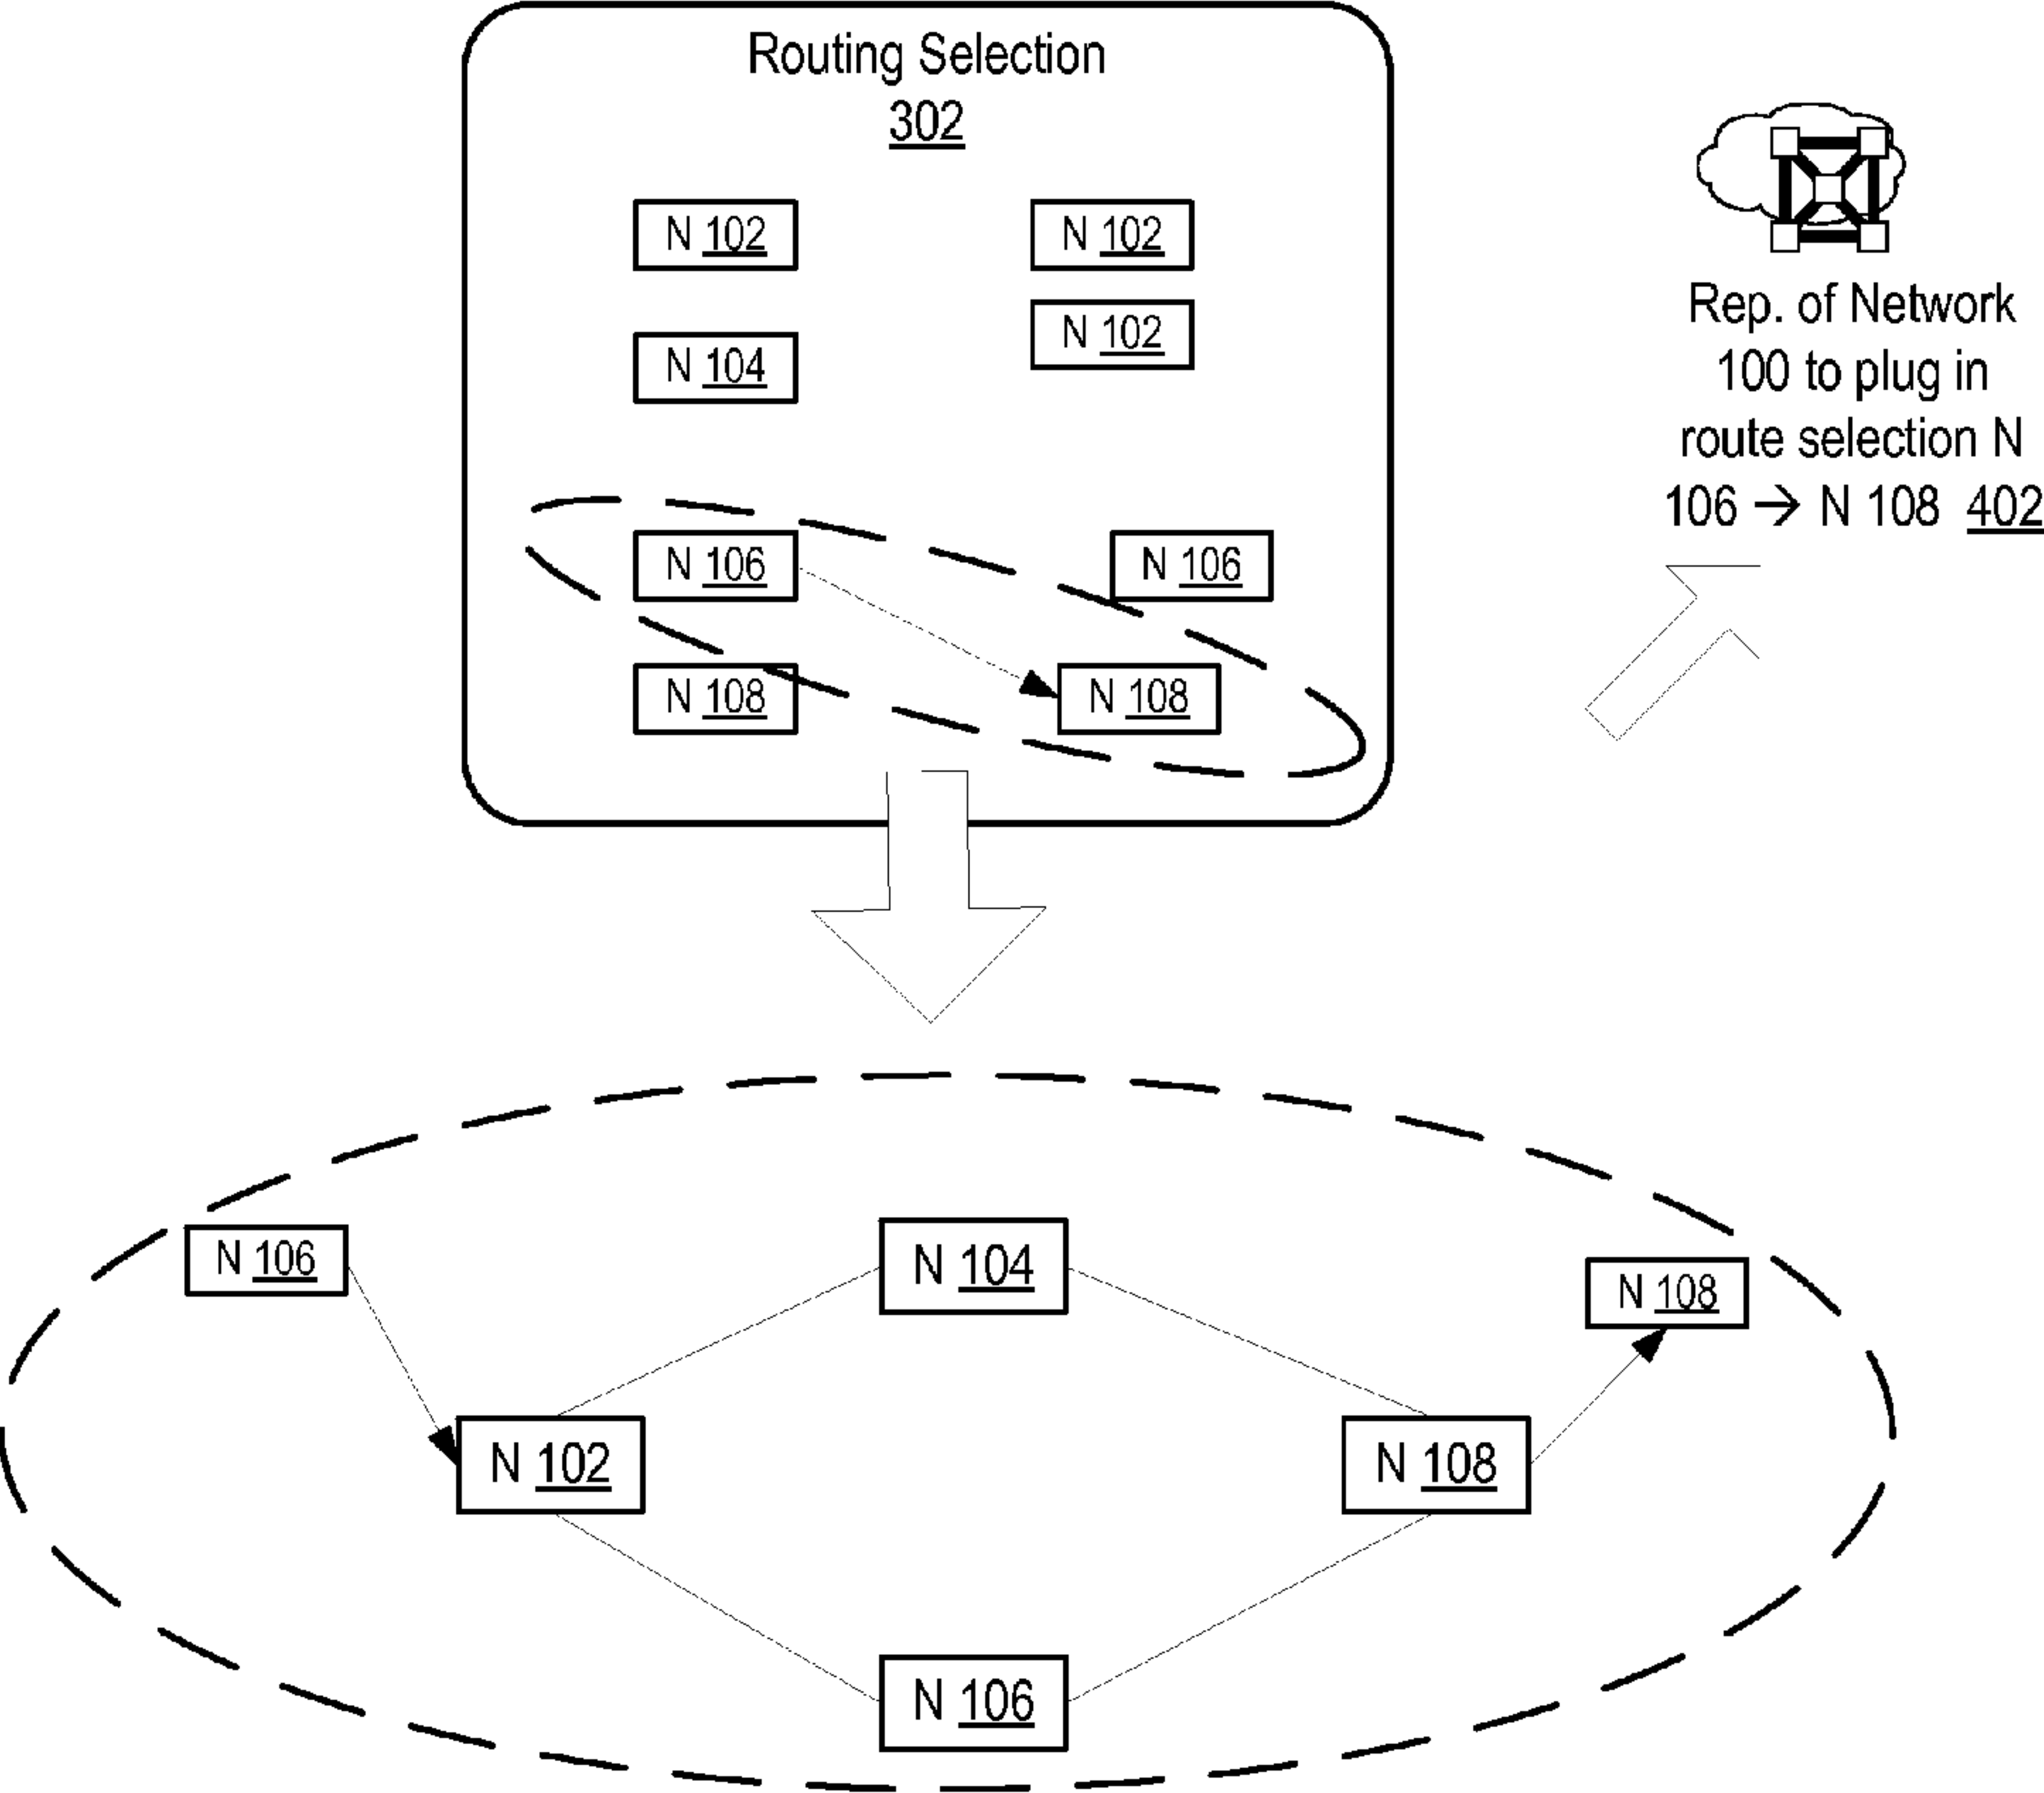 Routing Selection
302
N 102
N 102
N 102
N 104
N 106
N 106
N 108
N 108
Rep. of Network
100 to plug in
route selection N
106 → N 108 402
N 106
N 104
N 108
N 102
N 108
N 106